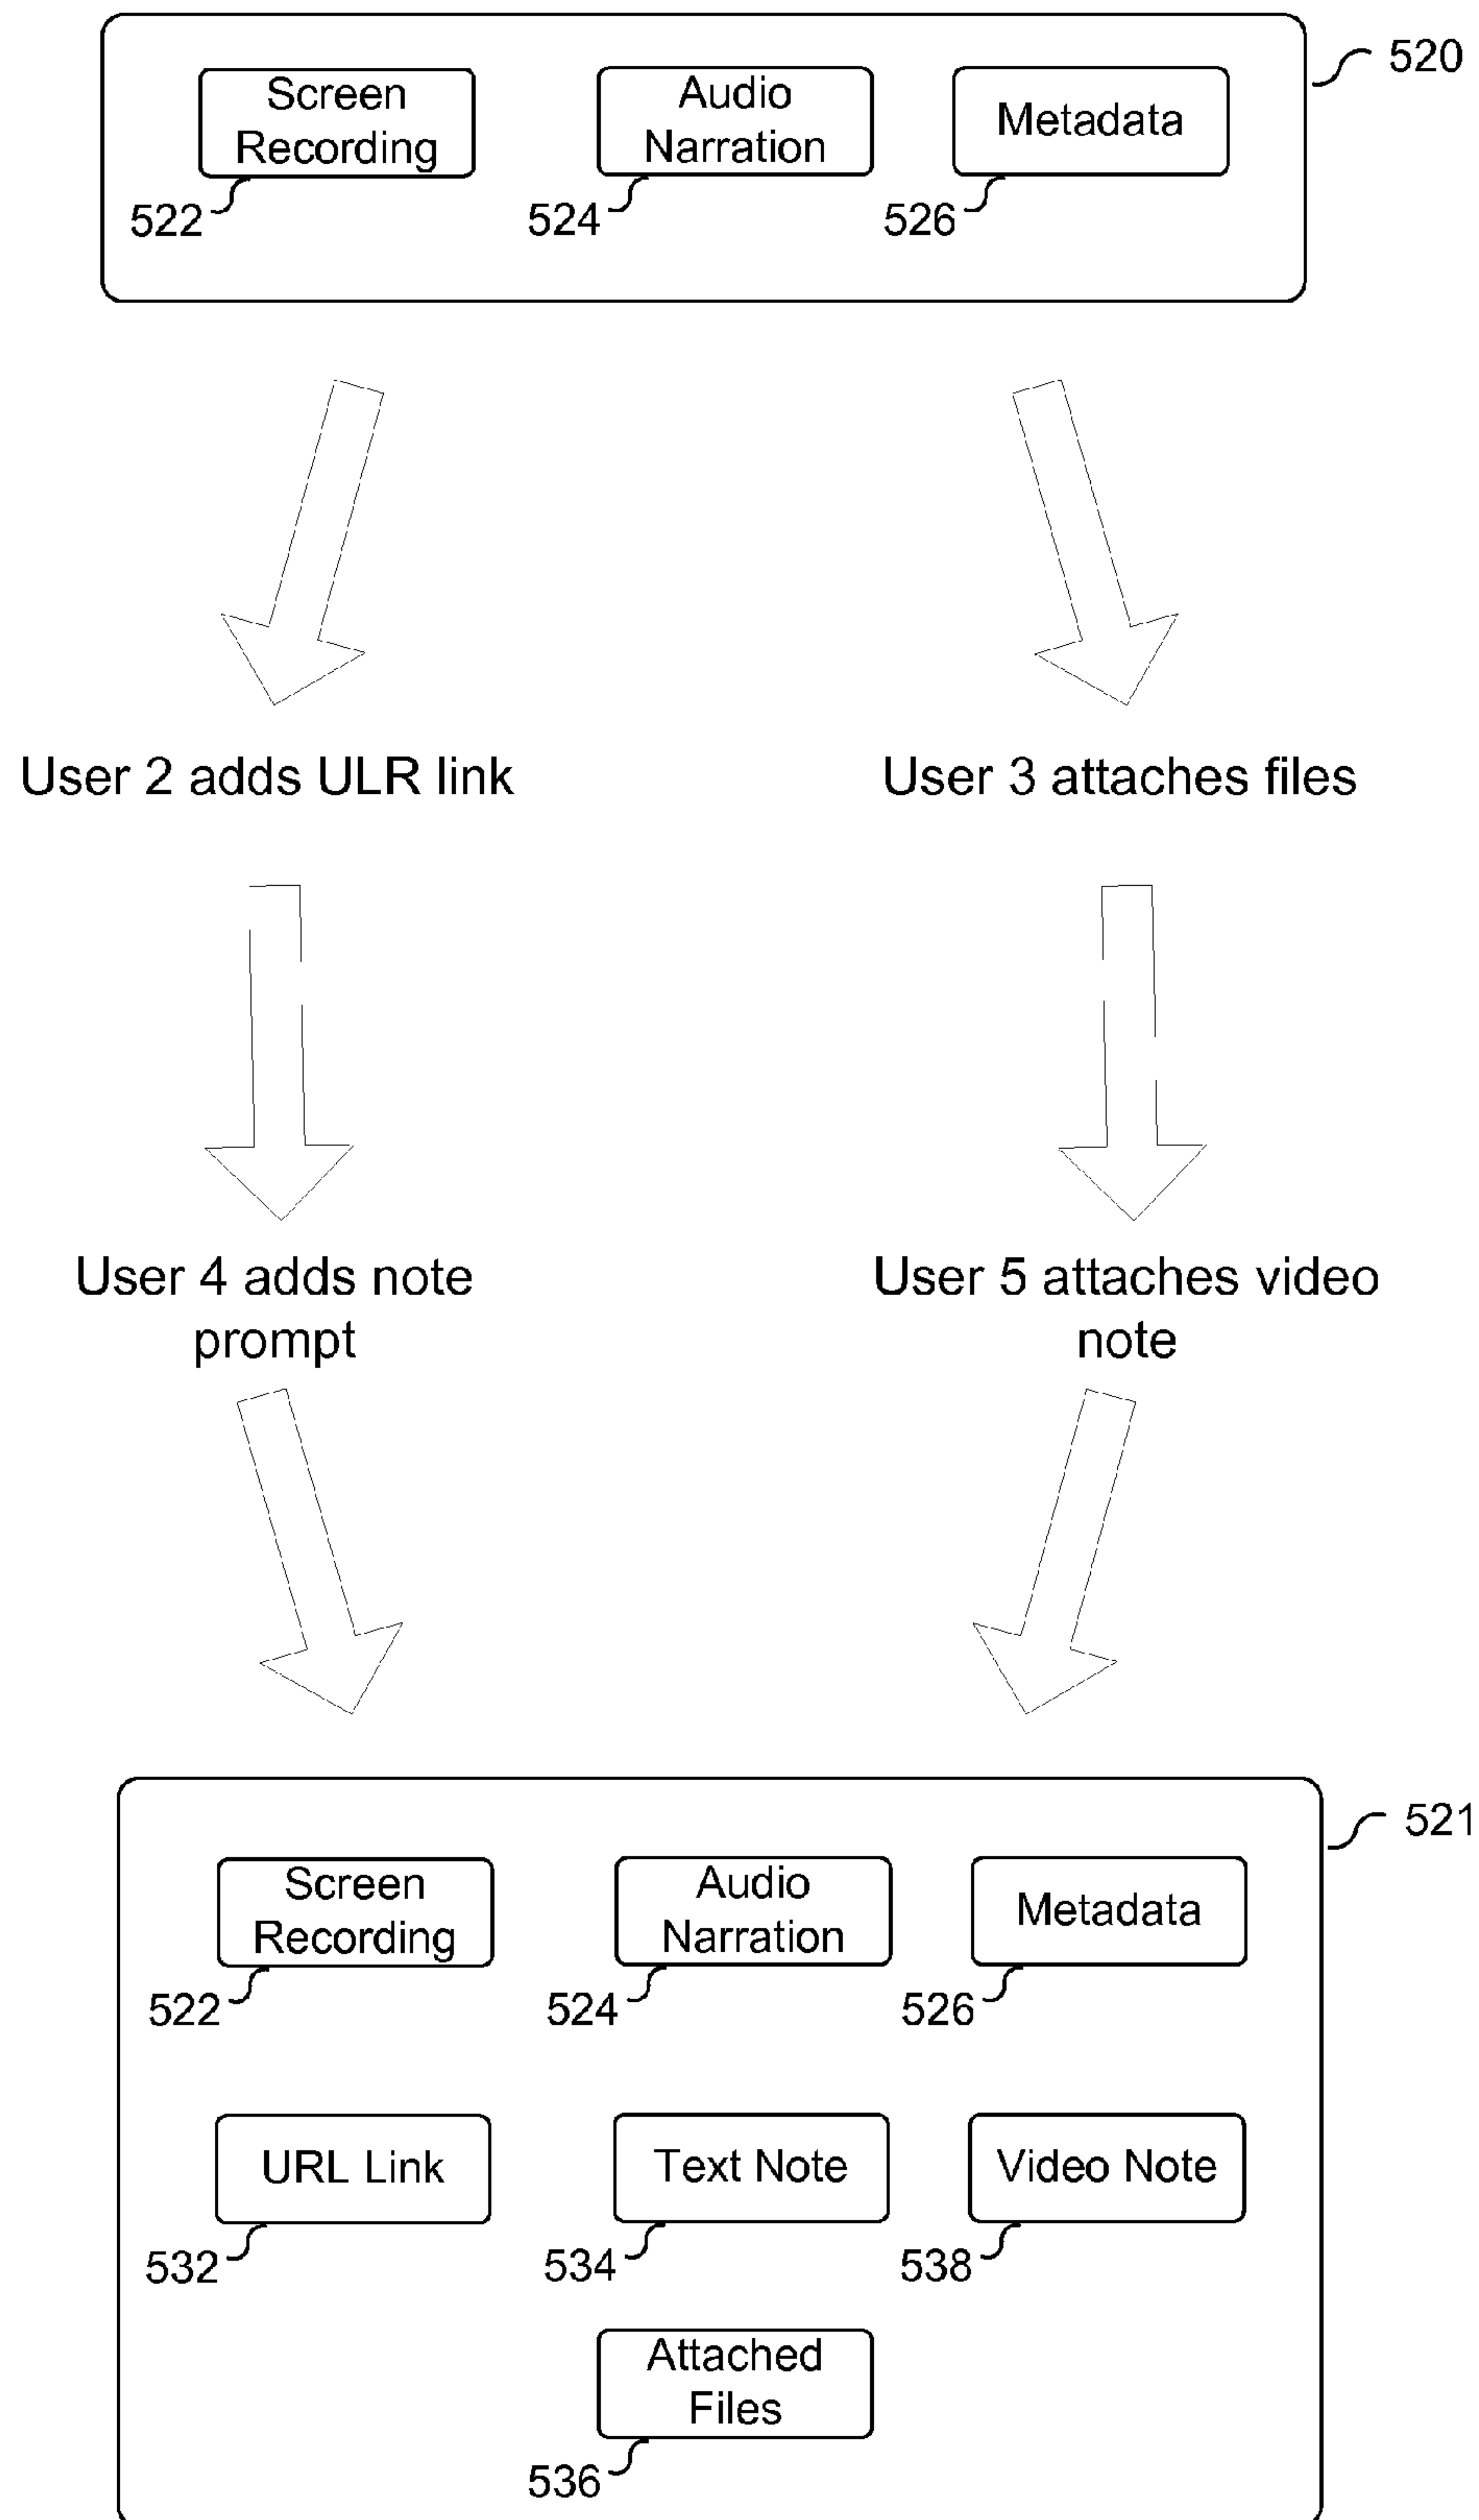 520
Screen
Recording
522
Audio
Narration
524
Metadata
526
User 2 adds ULR link
User 3 attaches files
User 4 adds note
prompt
User 5 attaches video
note
521
Screen
Recording
522
Audio
Narration
524
Metadata
526
URL Link
532
Text Note
534
Video Note
538
Attached
Files
536